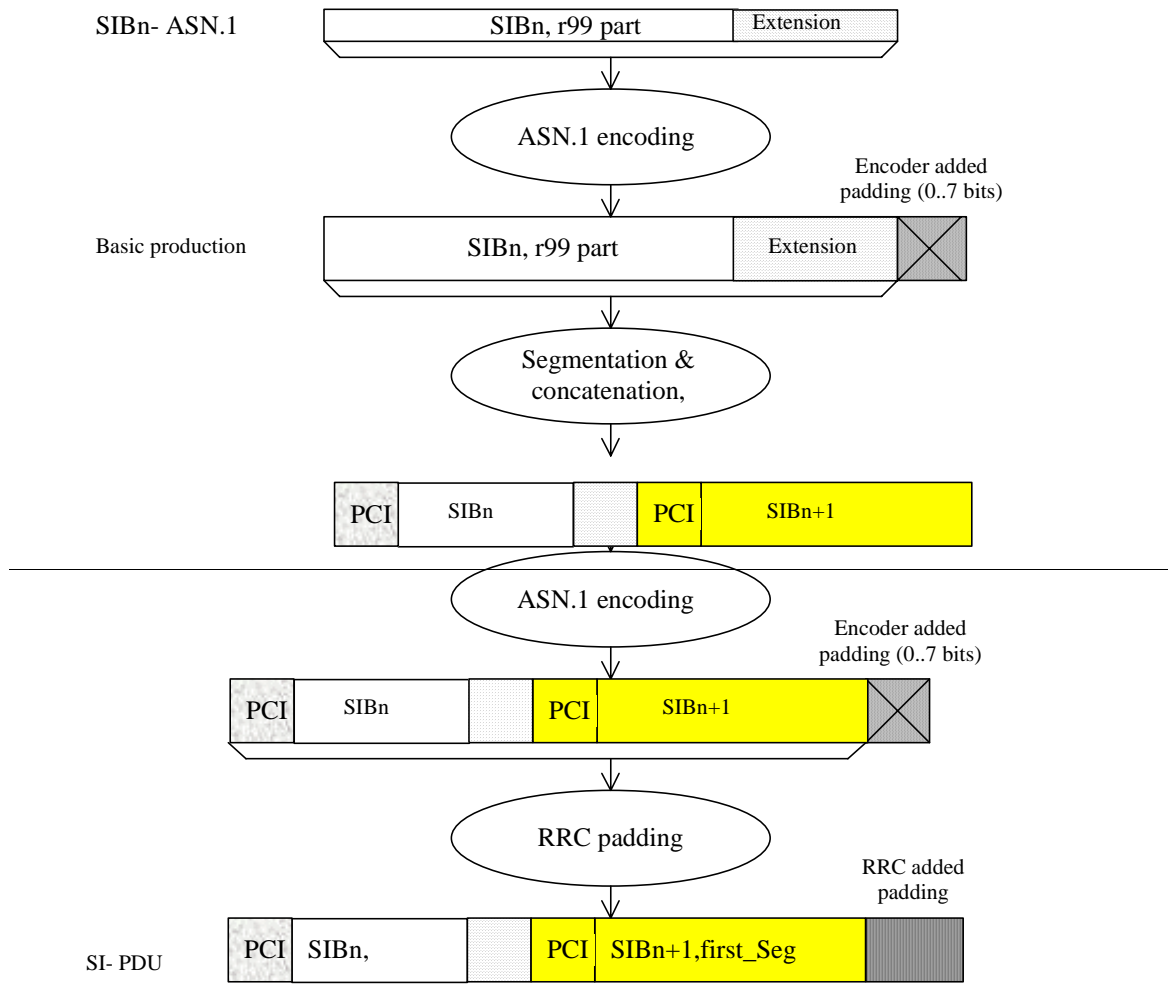 SIBn- ASN.1
SIBn, r99 part
Extension
ASN.1 encoding
Encoder added
padding (0..7 bits)
Basic production
SIBn, r99 part
Extension
Segmentation &
concatenation,
PCI
SIBn
PCI
SIBn+1
ASN.1 encoding
Encoder added
padding (0..7 bits)
PCI
SIBn
PCI
SIBn+1
RRC padding
RRC added
padding
SI- PDU
PCI
SIBn,
PCI
SIBn+1,first_Seg